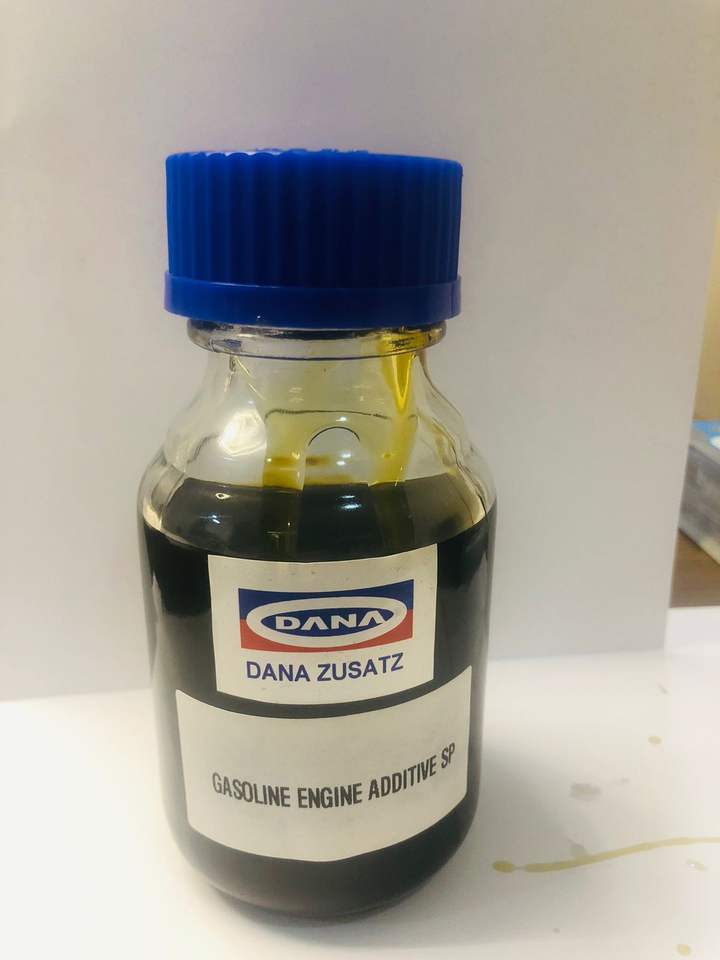 DANA
DANA ZUSATZ
GASOLINE ENGINE ADDITIVE SP